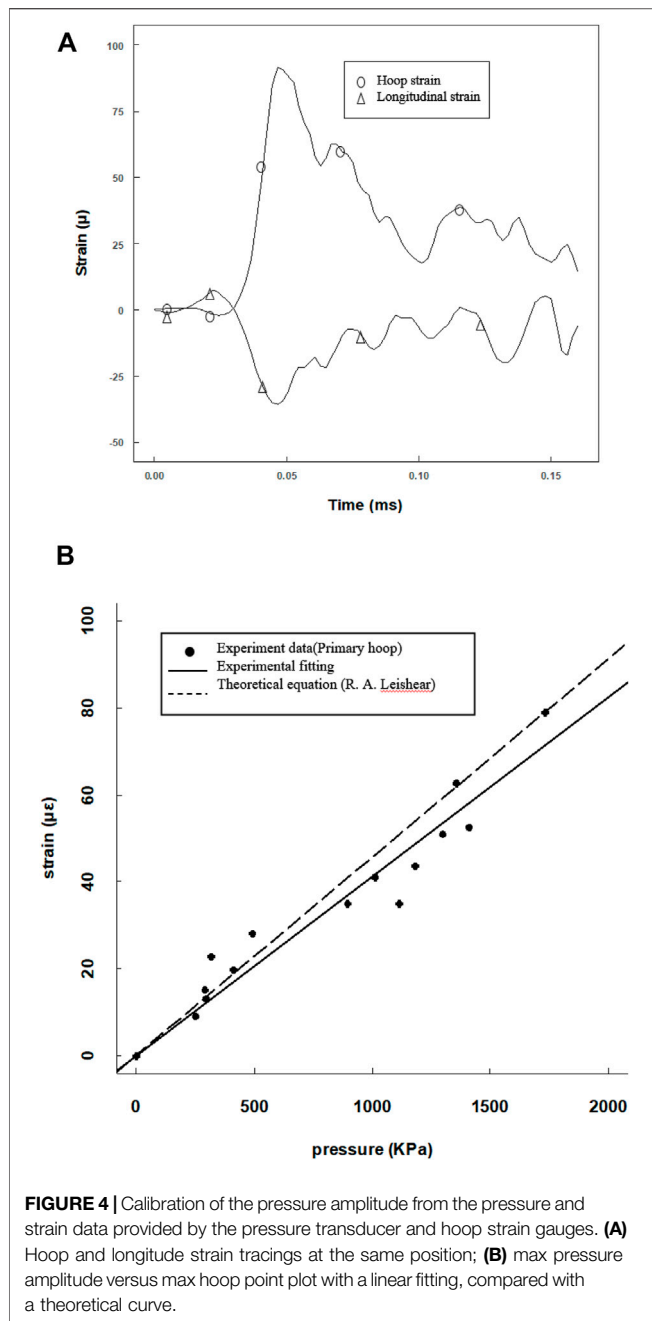 A
100
75
50
25
0
-25
-50
Strain (μ)
Hoop strain
Longitudinal strain
0.00 0.05 0.10 0.15
Time (ms)
B
100
80
60
40
20
0
strain (με)
Experiment data(Primary hoop)
Experimental fitting
Theoretical equation (R. A. Leishear)
0 500 1000 1500 2000
pressure (KPa)
FIGURE 4 | Calibration of the pressure amplitude from the pressure and
strain data provided by the pressure transducer and hoop strain gauges. (A)
Hoop and longitude strain tracings at the same position; (B) max pressure
amplitude versus max hoop point plot with a linear fitting, compared with
a theoretical curve.